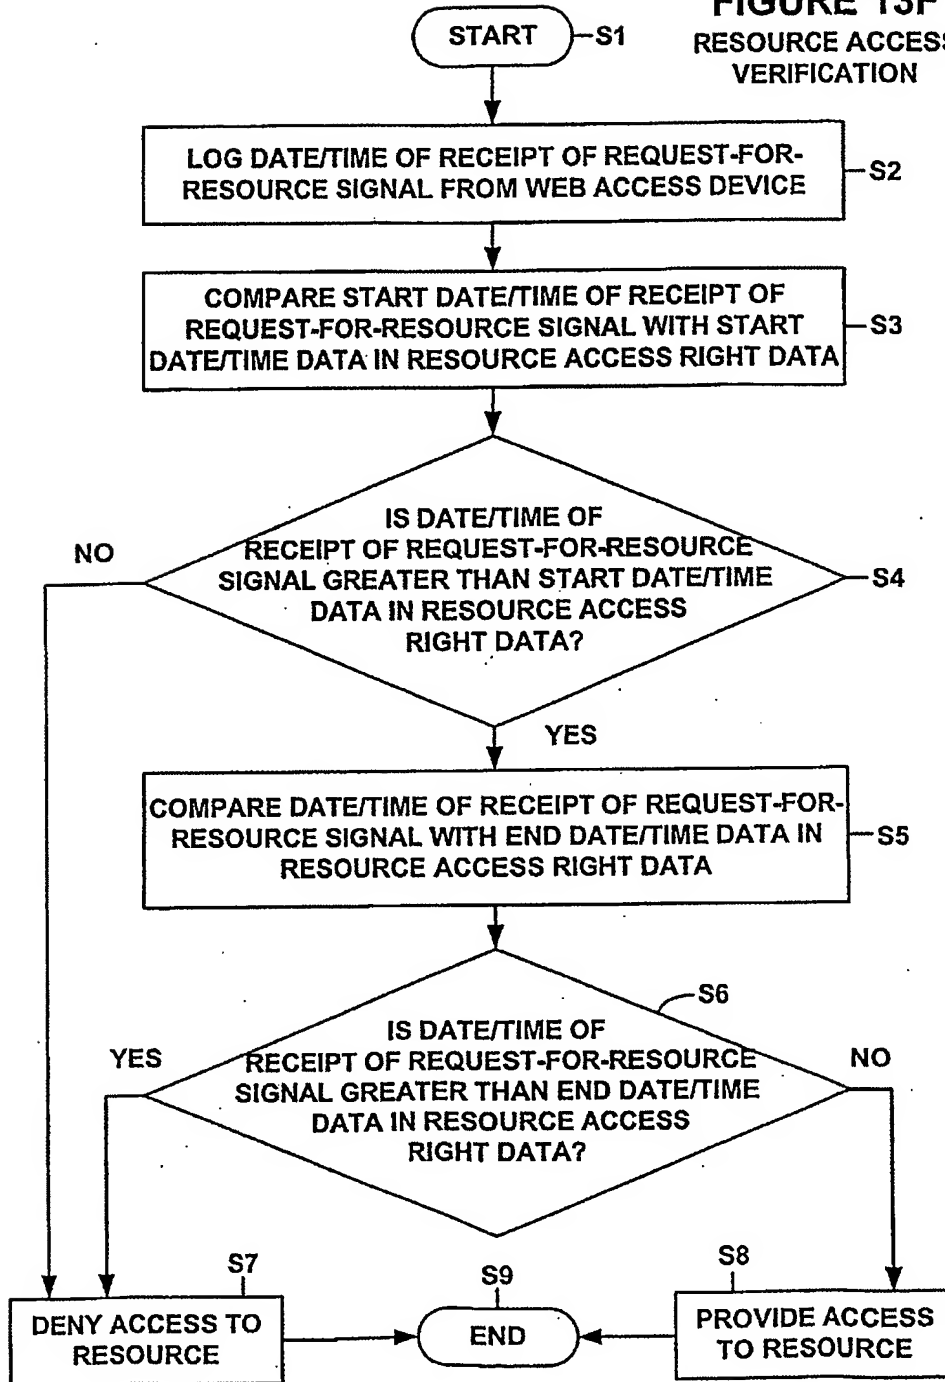 FIGURE 13F
RESOURCE ACCESS
VERIFICATION
START
S1
LOG DATE/TIME OF RECEIPT OF REQUEST-FOR-
RESOURCE SIGNAL FROM WEB ACCESS DEVICE
S2
COMPARE START DATE/TIME OF RECEIPT OF
REQUEST-FOR-RESOURCE SIGNAL WITH START
DATE/TIME DATA IN RESOURCE ACCESS RIGHT DATA
S3
IS DATE/TIME OF
RECEIPT OF REQUEST-FOR-RESOURCE
SIGNAL GREATER THAN START DATE/TIME
DATA IN RESOURCE ACCESS
RIGHT DATA?
NO
S4
YES
COMPARE DATE/TIME OF RECEIPT OF REQUEST-FOR-
RESOURCE SIGNAL WITH END DATE/TIME DATA IN
RESOURCE ACCESS RIGHT DATA
S5
S6
IS DATE/TIME OF
RECEIPT OF REQUEST-FOR-RESOURCE
SIGNAL GREATER THAN END DATE/TIME
DATA IN RESOURCE ACCESS
RIGHT DATA?
YES
NO
S7
DENY ACCESS TO
RESOURCE
S9
END
S8
PROVIDE ACCESS
TO RESOURCE